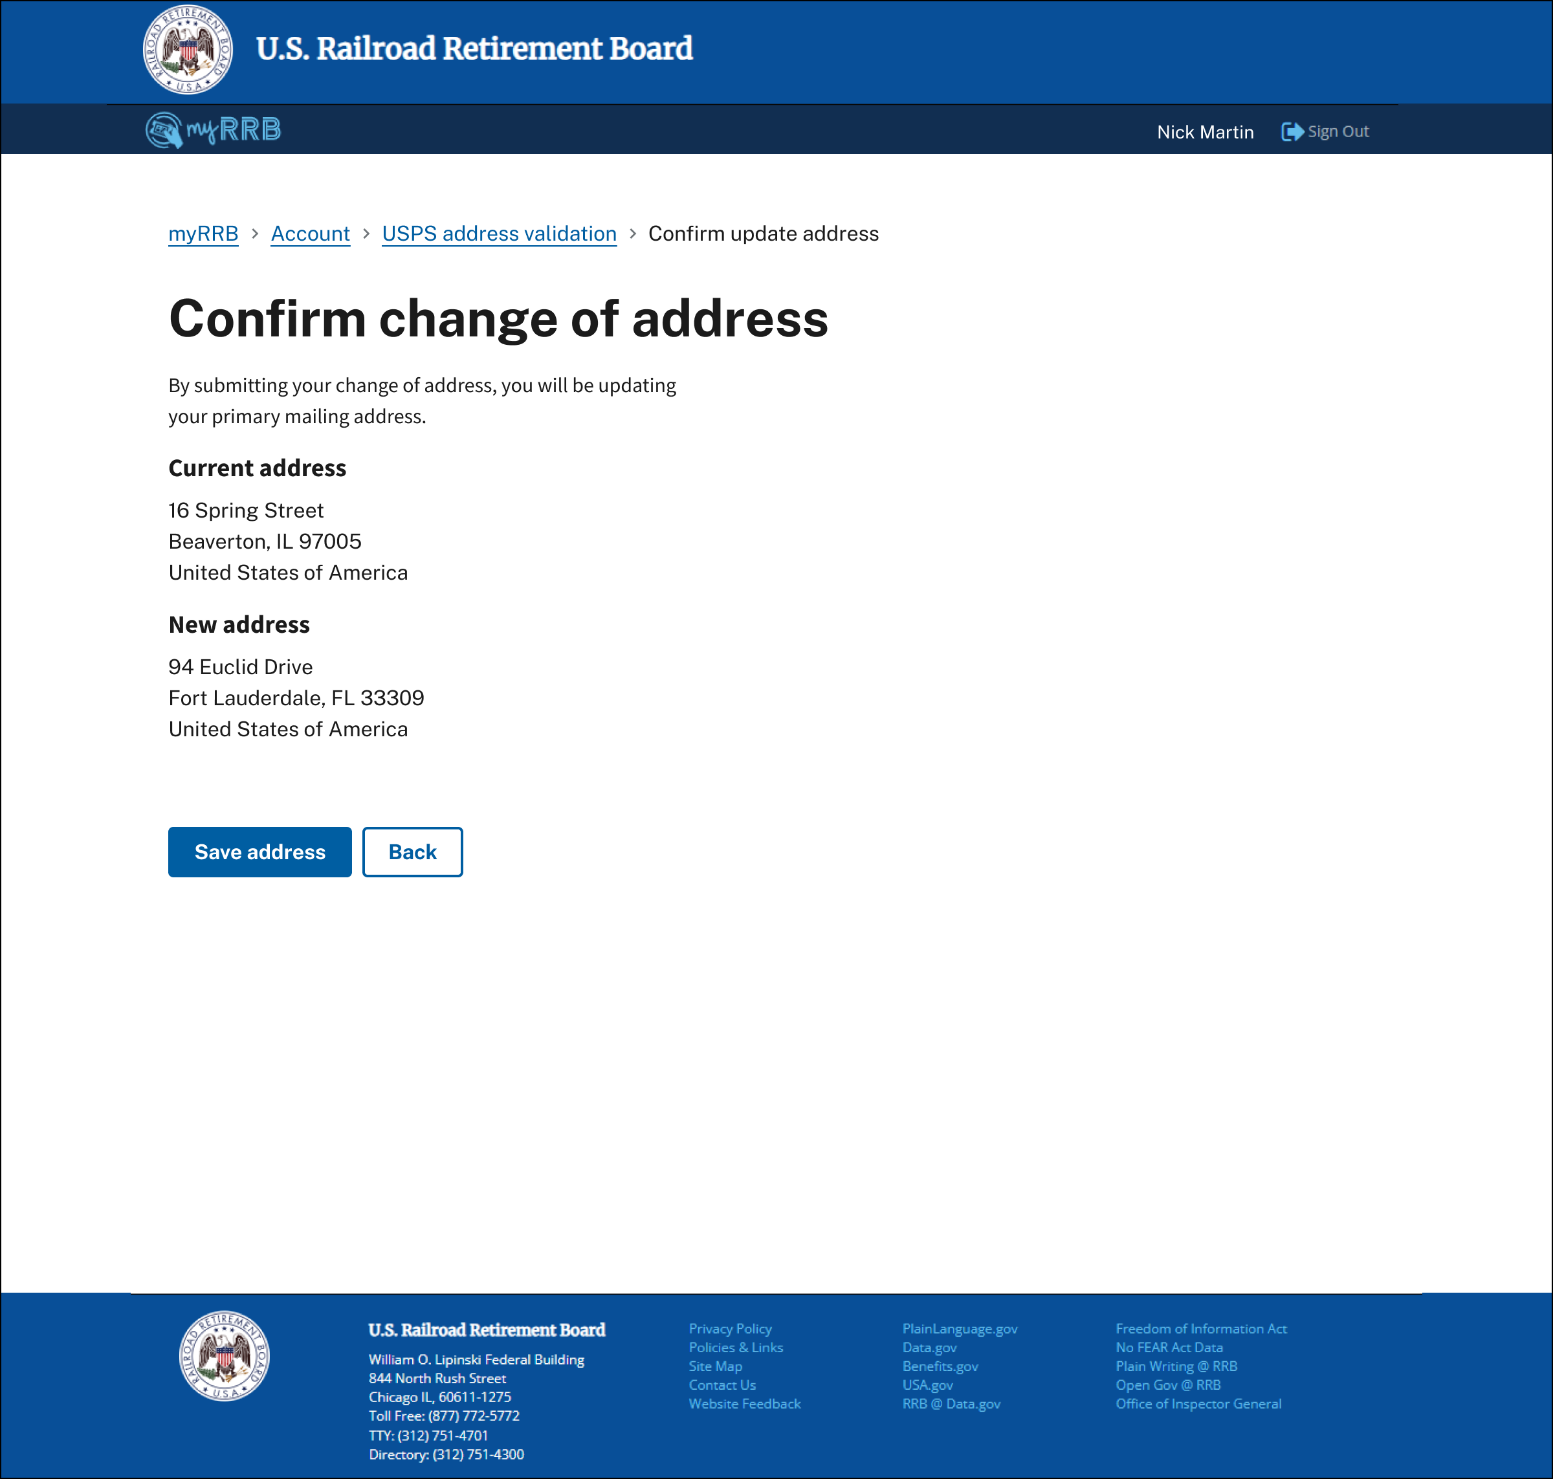 RAILROAD RETIREMENT BOARD
U.S.A.
U.S. Railroad Retirement Board
myRRB
Nick Martin
Sign Out
myRRB > Account > USPS address validation > Confirm update address
Confirm change of address
By submitting your change of address, you will be updating
your primary mailing address.
Current address
16 Spring Street
Beaverton, IL 97005
United States of America
New address
94 Euclid Drive
Fort Lauderdale, FL 33309
United States of America
Save address
Back
RAILROAD RETIREMENT BOARD
U.S.A.
U.S. Railroad Retirement Board
William O. Lipinski Federal Building
844 North Rush Street
Chicago IL, 60611-1275
Toll Free: (877) 772-5772
TTY: (312) 751-4701
Directory: (312) 751-4300
Privacy Policy
Policies & Links
Site Map
Contact Us
Website Feedback
PlainLanguage.gov
Data.gov
Benefits.gov
USA.gov
RRB @ Data.gov
Freedom of Information Act
No FEAR Act Data
Plain Writing @ RRB
Open Gov @ RRB
Office of Inspector General